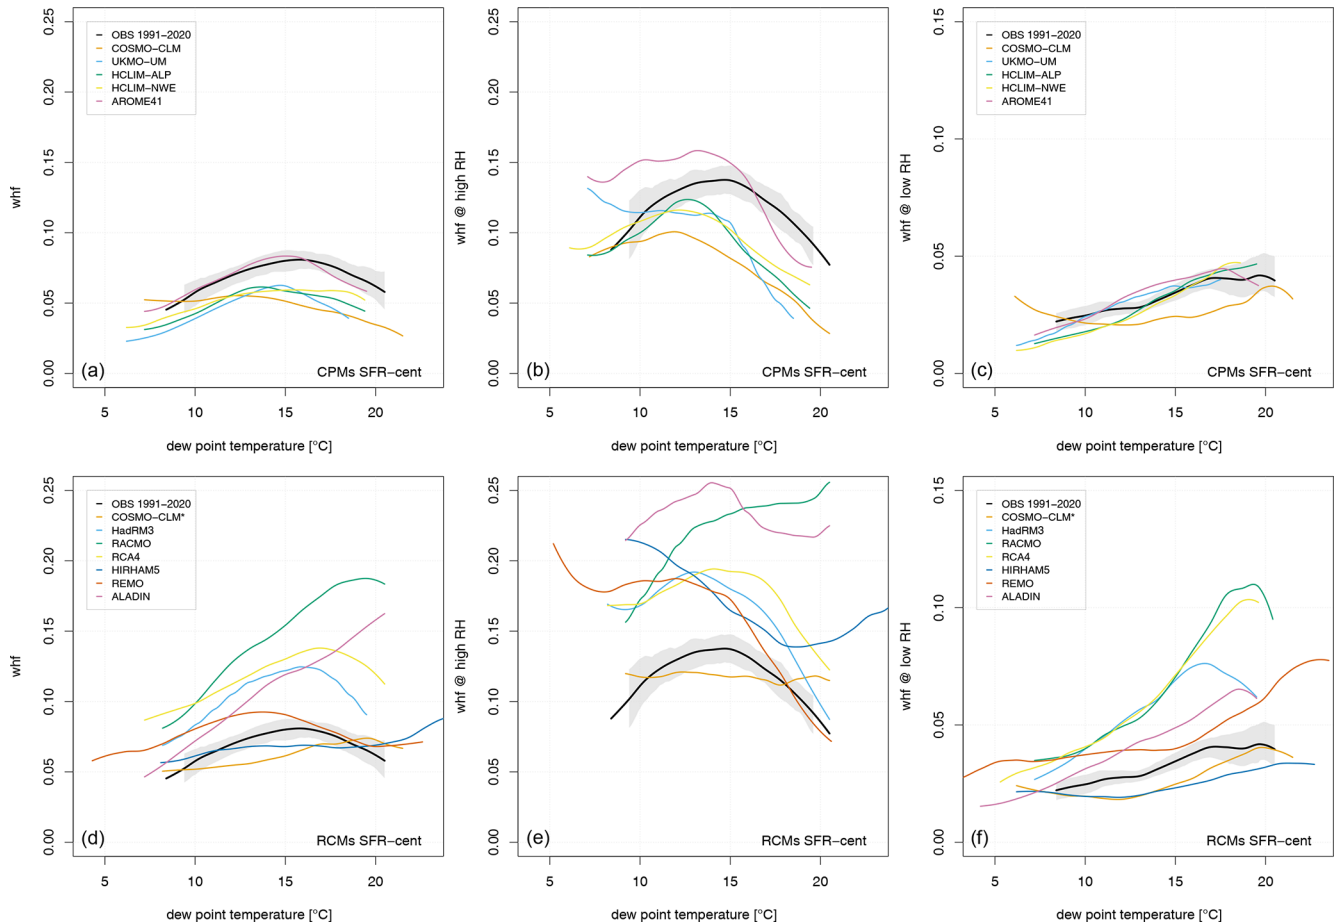 whf
0.00
0.05
0.10
0.15
0.20
0.25
OBS 1991−2020
COSMO−CLM
UKMO−UM
HCLIM−ALP
HCLIM−NWE
AROME41
(a)
CPMs SFR−cent
5
10
15
20
dew point temperature [°C]
whf @ high RH
0.00
0.05
0.10
0.15
0.20
0.25
OBS 1991−2020
COSMO−CLM
UKMO−UM
HCLIM−ALP
HCLIM−NWE
AROME41
(b)
CPMs SFR−cent
5
10
15
20
dew point temperature [°C]
whf @ low RH
0.00
0.05
0.10
0.15
(c)
CPMs SFR−cent
5
10
15
20
dew point temperature [°C]
whf
0.00
0.05
0.10
0.15
0.20
0.25
OBS 1991−2020
COSMO−CLM*
HadRM3
RACMO
RCA4
HIRHAM5
REMO
ALADIN
(d)
RCMs SFR−cent
5
10
15
20
dew point temperature [°C]
whf @ high RH
0.00
0.05
0.10
0.15
0.20
0.25
(e)
RCMs SFR−cent
5
10
15
20
dew point temperature [°C]
whf @ low RH
0.00
0.05
0.10
0.15
OBS 1991−2020
COSMO−CLM*
HadRM3
RACMO
RCA4
HIRHAM5
REMO
ALADIN
(f)
RCMs SFR−cent
5
10
15
20
dew point temperature [°C]